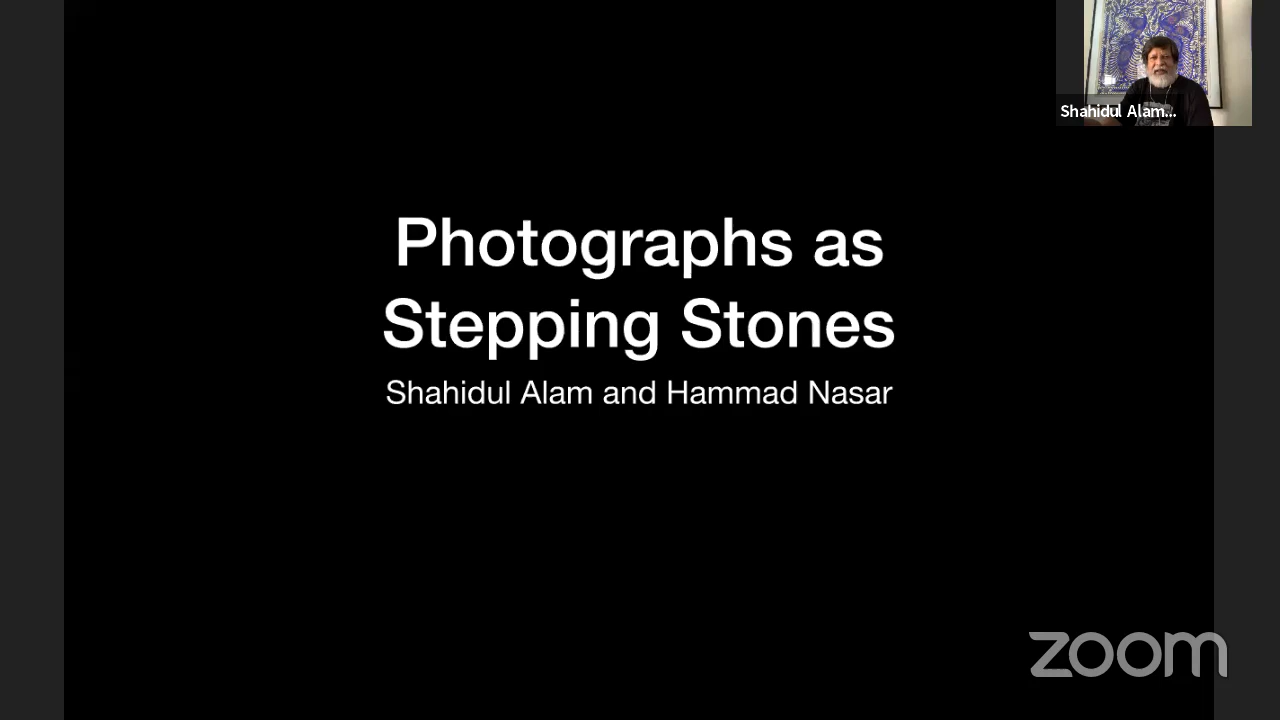 Shahidul Alam...
Photographs as
Stepping Stones
Shahidul Alam and Hammad Nasar
zoom